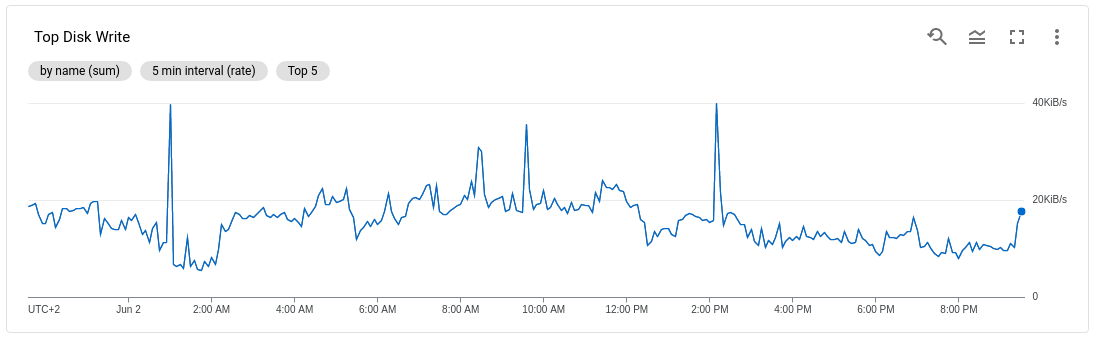 Top Disk Write
by name (sum) 5 min interval (rate) Top 5
40KiB/s
20KiB/s
0
UTC+2 Jun 2 2:00 AM 4:00 AM 6:00 AM 8:00 AM 10:00 AM 12:00 PM 2:00 PM 4:00 PM 6:00 PM 8:00 PM